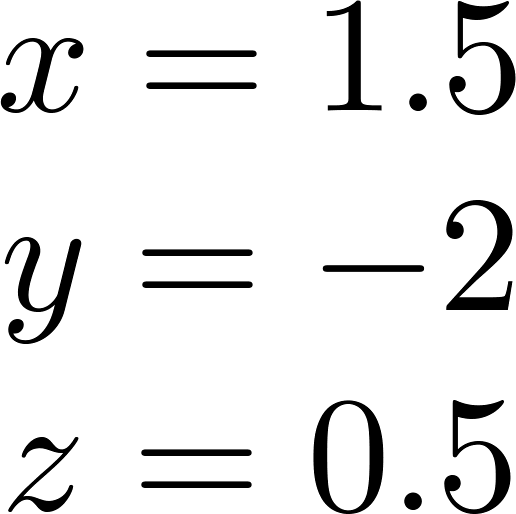 x = 1.5
y = −2
z = 0.5